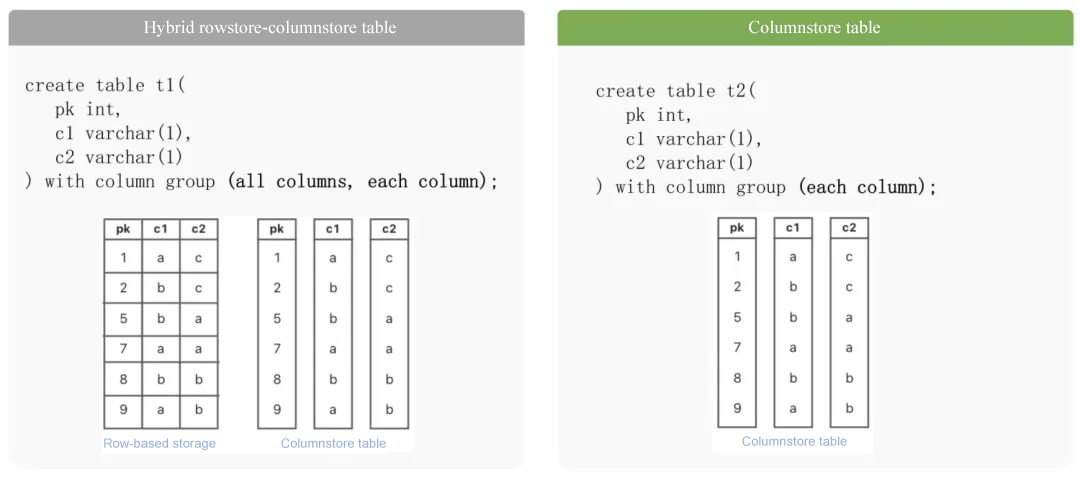 Hybrid rowstore-columnstore table
create table t1(
pk int,
c1 varchar(1),
c2 varchar(1)
) with column group (all columns, each column);
pk c1 c2
1 a c
2 b c
5 b a
7 a a
8 b b
9 a b
Row-based storage
pk c1 c2
1 a c
2 b c
5 b a
7 a a
8 b b
9 a b
Columnstore table
Columnstore table
create table t2(
pk int,
c1 varchar(1),
c2 varchar(1)
) with column group (each column);
pk c1 c2
1 a c
2 b c
5 b a
7 a a
8 b b
9 a b
Columnstore table